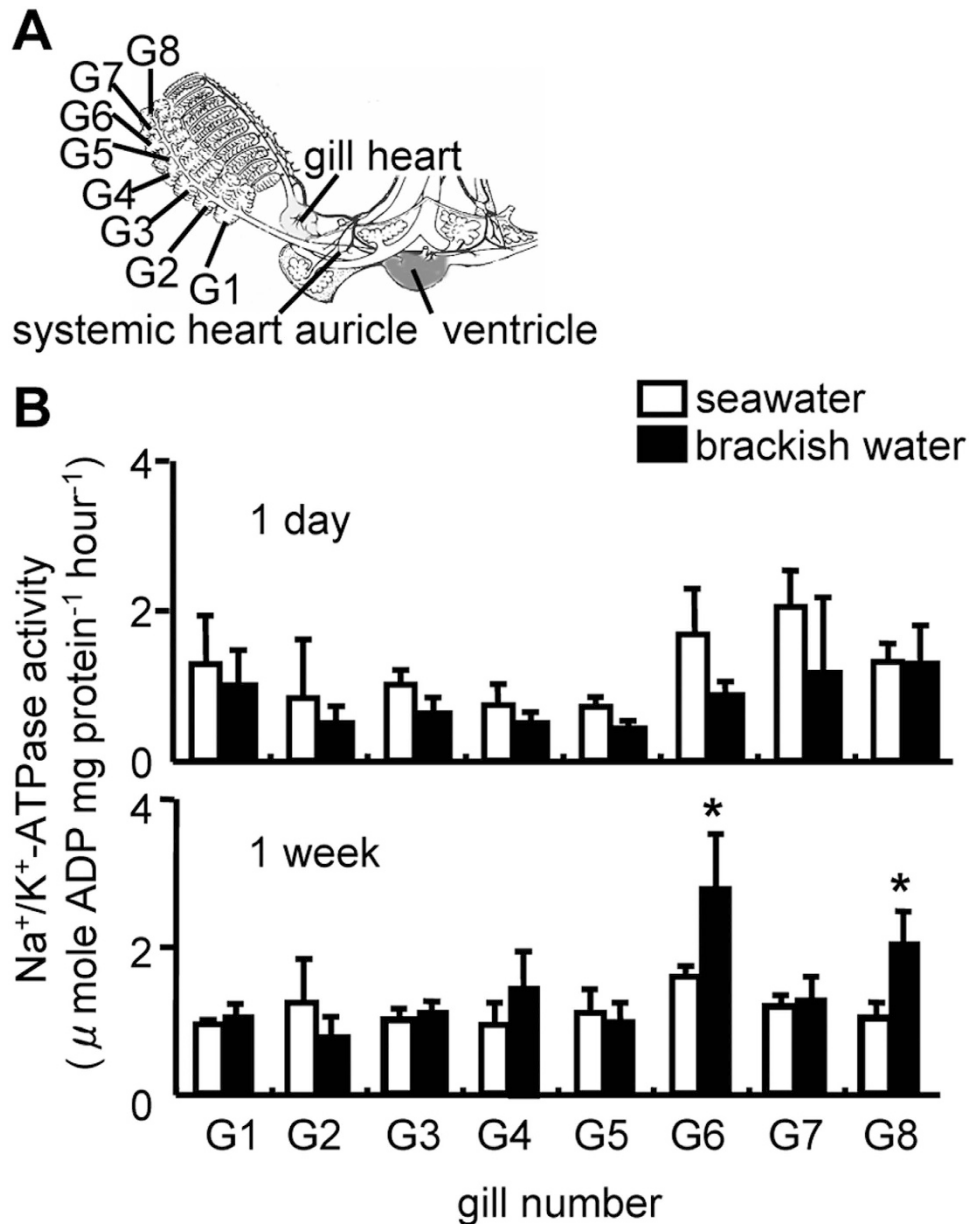 A
G8
G7
G6
G5
G4
G3
G2
G1
gill heart
systemic heart auricle ventricle
B
seawater
brackish water
Na⁺/K⁺-ATPase activity
(μ mole ADP mg protein⁻¹ hour⁻¹)
4
1 day
2
0
4
1 week
* *
2
0
G1 G2 G3 G4 G5 G6 G7 G8
gill number